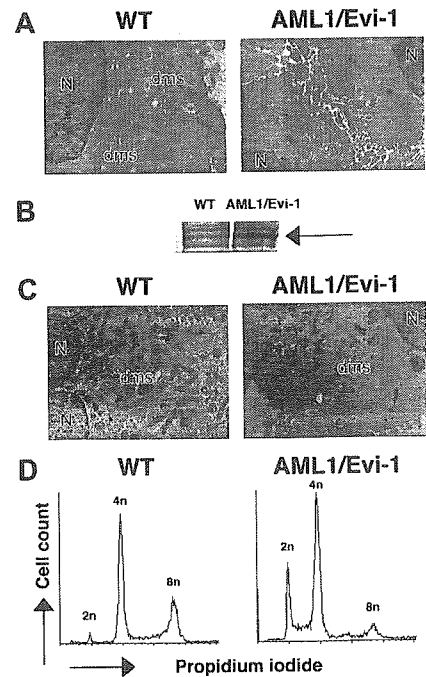 A
WT
AML1/Evi-1
N
dms
dms
N
N
B
WT AML1/Evi-1
C
WT
AML1/Evi-1
N
dms
N
N
dms
D
WT
AML1/Evi-1
Cell count
2n
4n
8n
2n
4n
8n
Propidium iodide